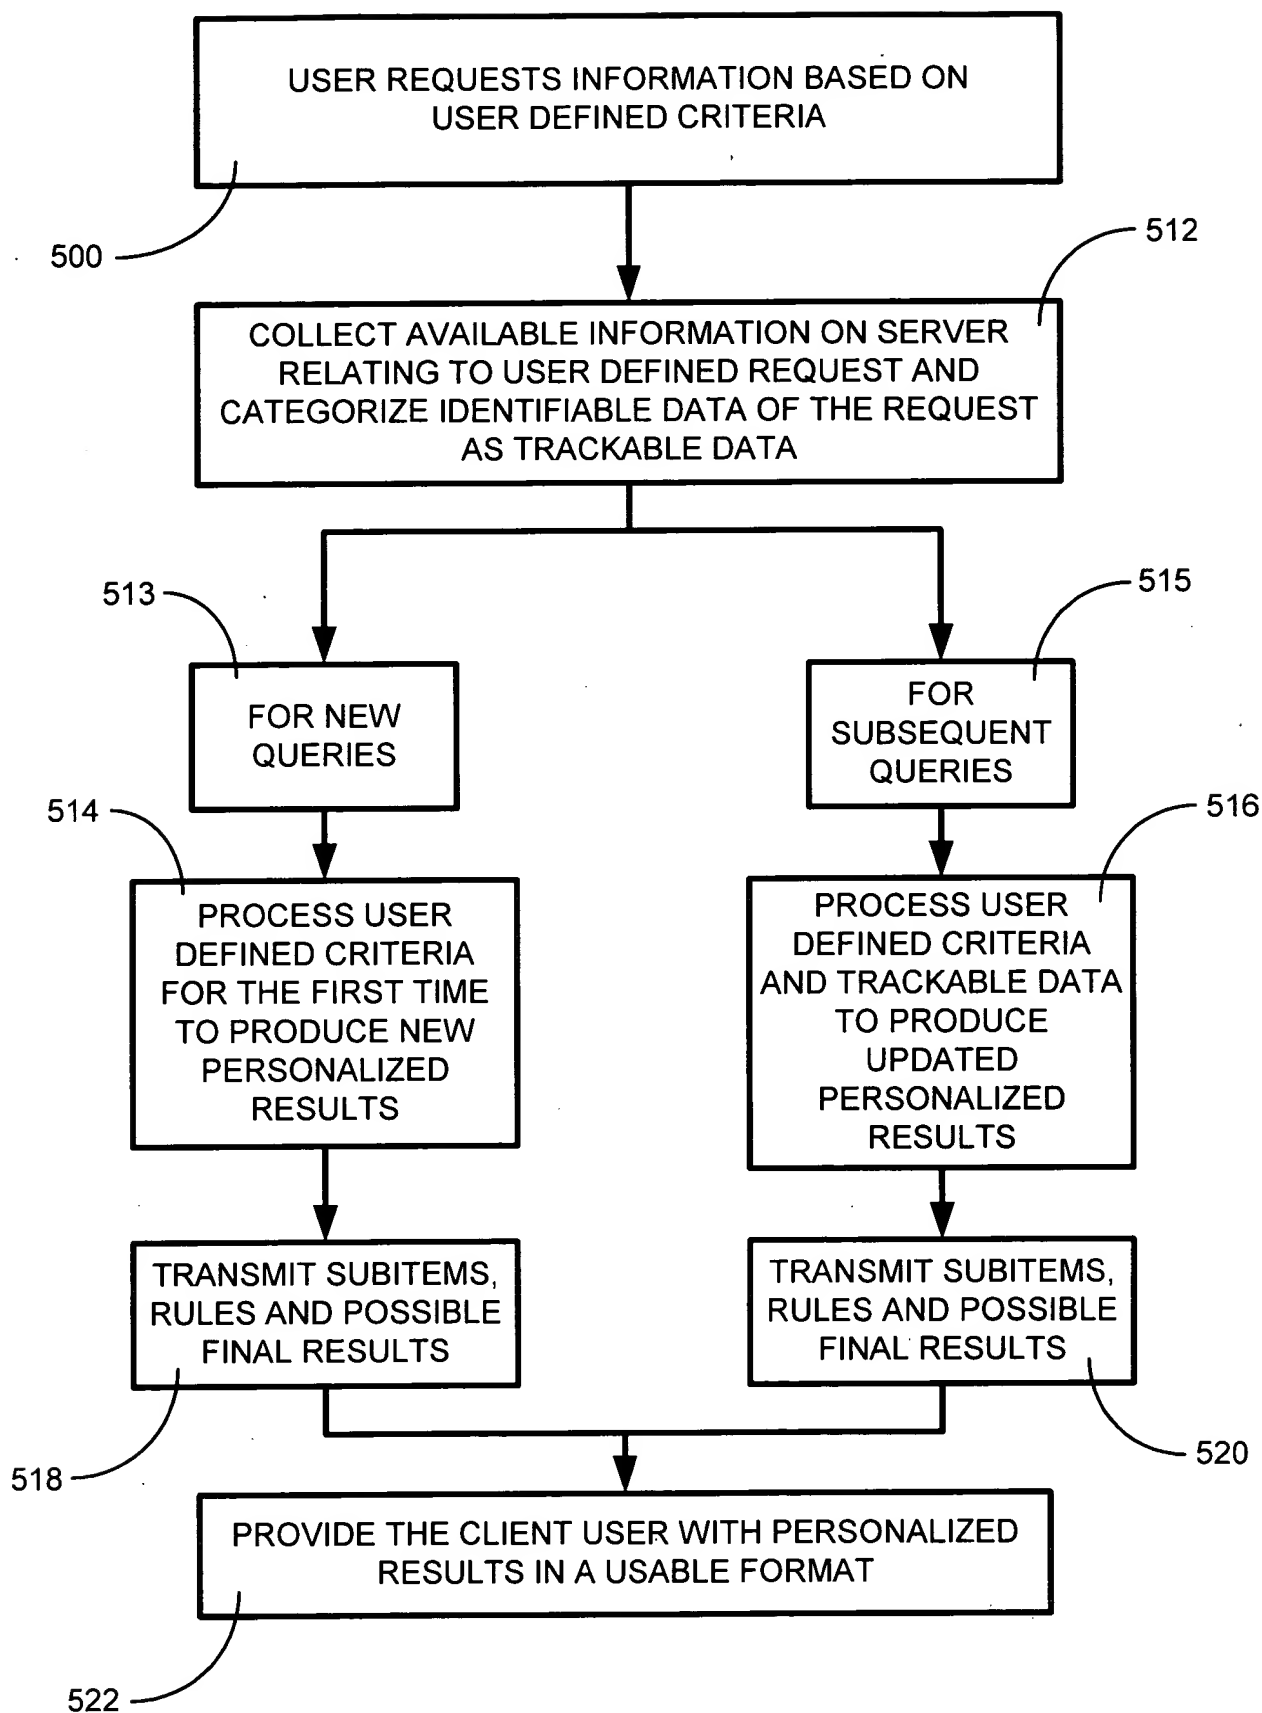 USER REQUESTS INFORMATION BASED ON
USER DEFINED CRITERIA
500
512
COLLECT AVAILABLE INFORMATION ON SERVER
RELATING TO USER DEFINED REQUEST AND
CATEGORIZE IDENTIFIABLE DATA OF THE REQUEST
AS TRACKABLE DATA
513
515
FOR NEW
QUERIES
FOR
SUBSEQUENT
QUERIES
514
516
PROCESS USER
DEFINED CRITERIA
FOR THE FIRST TIME
TO PRODUCE NEW
PERSONALIZED
RESULTS
PROCESS USER
DEFINED CRITERIA
AND TRACKABLE DATA
TO PRODUCE
UPDATED
PERSONALIZED
RESULTS
TRANSMIT SUBITEMS,
RULES AND POSSIBLE
FINAL RESULTS
TRANSMIT SUBITEMS,
RULES AND POSSIBLE
FINAL RESULTS
518
520
PROVIDE THE CLIENT USER WITH PERSONALIZED
RESULTS IN A USABLE FORMAT
522